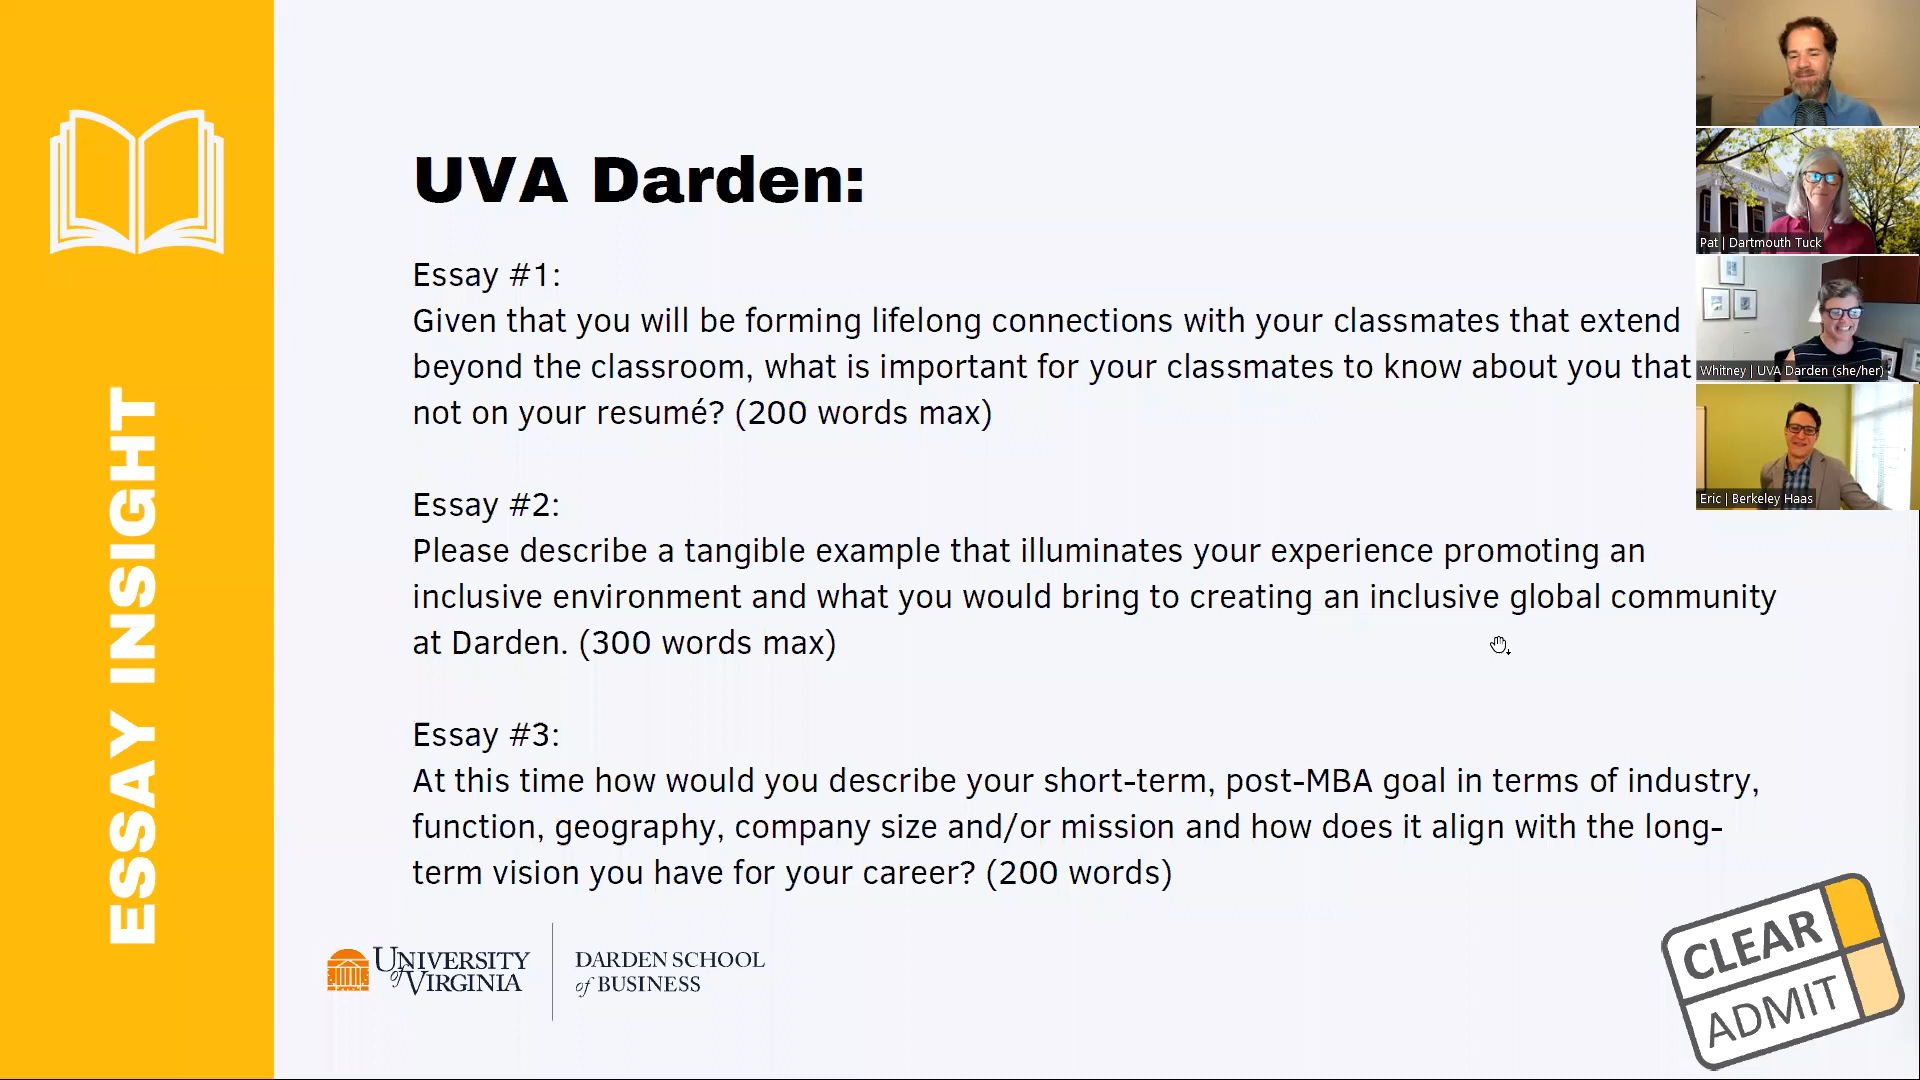 ESSAY INSIGHT
UVA Darden:
Essay #1:
Given that you will be forming lifelong connections with your classmates that extend
beyond the classroom, what is important for your classmates to know about you that
not on your resumé? (200 words max)
Essay #2:
Please describe a tangible example that illuminates your experience promoting an
inclusive environment and what you would bring to creating an inclusive global community
at Darden. (300 words max)
Essay #3:
At this time how would you describe your short-term, post-MBA goal in terms of industry,
function, geography, company size and/or mission and how does it align with the long-
term vision you have for your career? (200 words)
UNIVERSITY
of VIRGINIA
DARDEN SCHOOL
of BUSINESS
CLEAR
ADMIT
Pat | Dartmouth Tuck
Whitney | UVA Darden (she/her)
Eric | Berkeley Haas